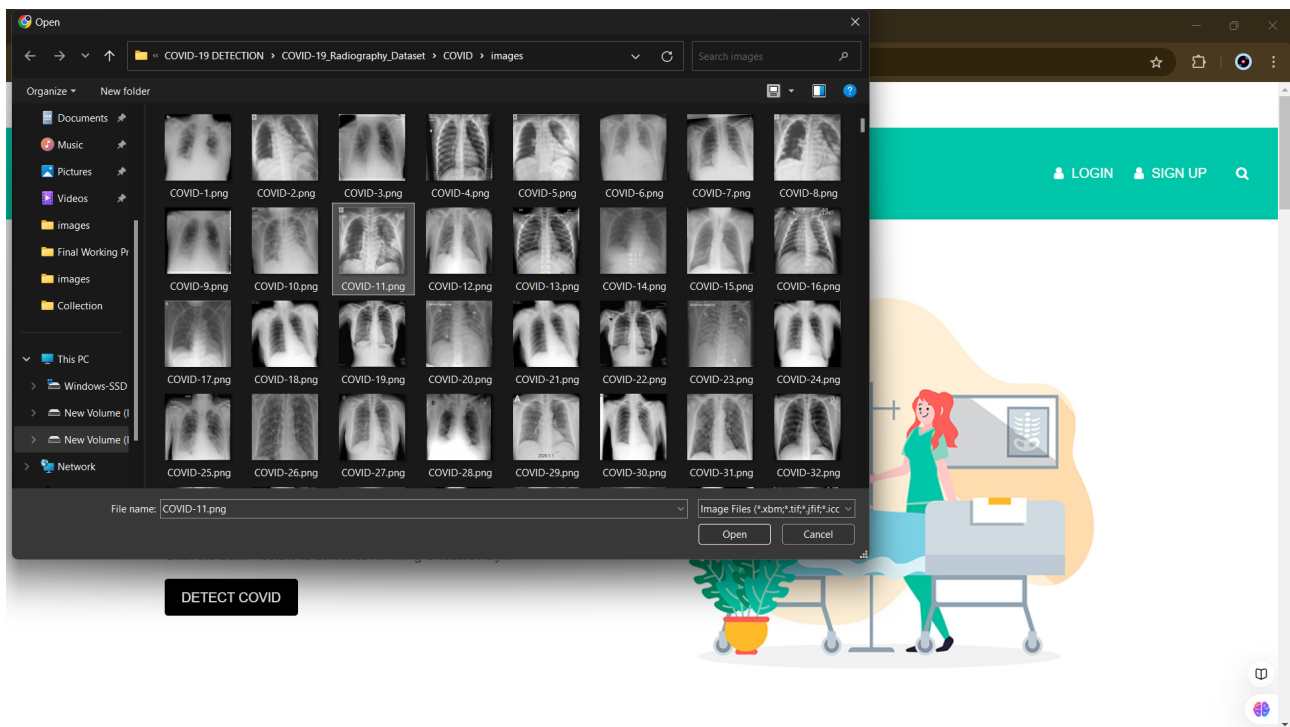 Open
« COVID-19 DETECTION › COVID-19_Radiography_Dataset › COVID › images
Search images
Organize
New folder
Documents
Music
Pictures
Videos
images
Final Working Pr
images
Collection
This PC
Windows-SSD
New Volume (
New Volume (
Network
COVID-1.png COVID-2.png COVID-3.png COVID-4.png COVID-5.png COVID-6.png COVID-7.png COVID-8.png
COVID-9.png COVID-10.png COVID-11.png COVID-12.png COVID-13.png COVID-14.png COVID-15.png COVID-16.png
COVID-17.png COVID-18.png COVID-19.png COVID-20.png COVID-21.png COVID-22.png COVID-23.png COVID-24.png
COVID-25.png COVID-26.png COVID-27.png COVID-28.png COVID-29.png COVID-30.png COVID-31.png COVID-32.png
File name: COVID-11.png
Image Files (*.xbm;*.tif;*.jfif;*.icc
Open
Cancel
LOGIN SIGN UP
DETECT COVID